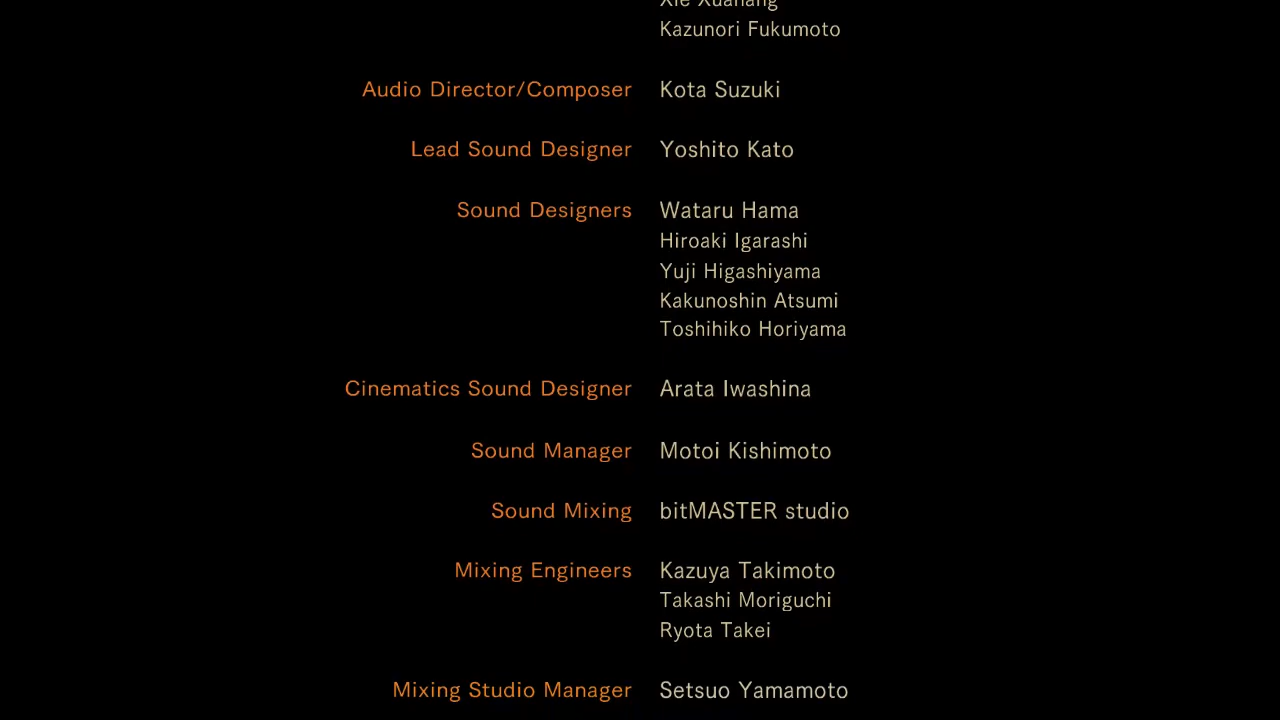 Kazunori Fukumoto
Audio Director/Composer Kota Suzuki
Lead Sound Designer Yoshito Kato
Sound Designers Wataru Hama
Hiroaki Igarashi
Yuji Higashiyama
Kakunoshin Atsumi
Toshihiko Horiyama
Cinematics Sound Designer Arata Iwashina
Sound Manager Motoi Kishimoto
Sound Mixing bitMASTER studio
Mixing Engineers Kazuya Takimoto
Takashi Moriguchi
Ryota Takei
Mixing Studio Manager Setsuo Yamamoto